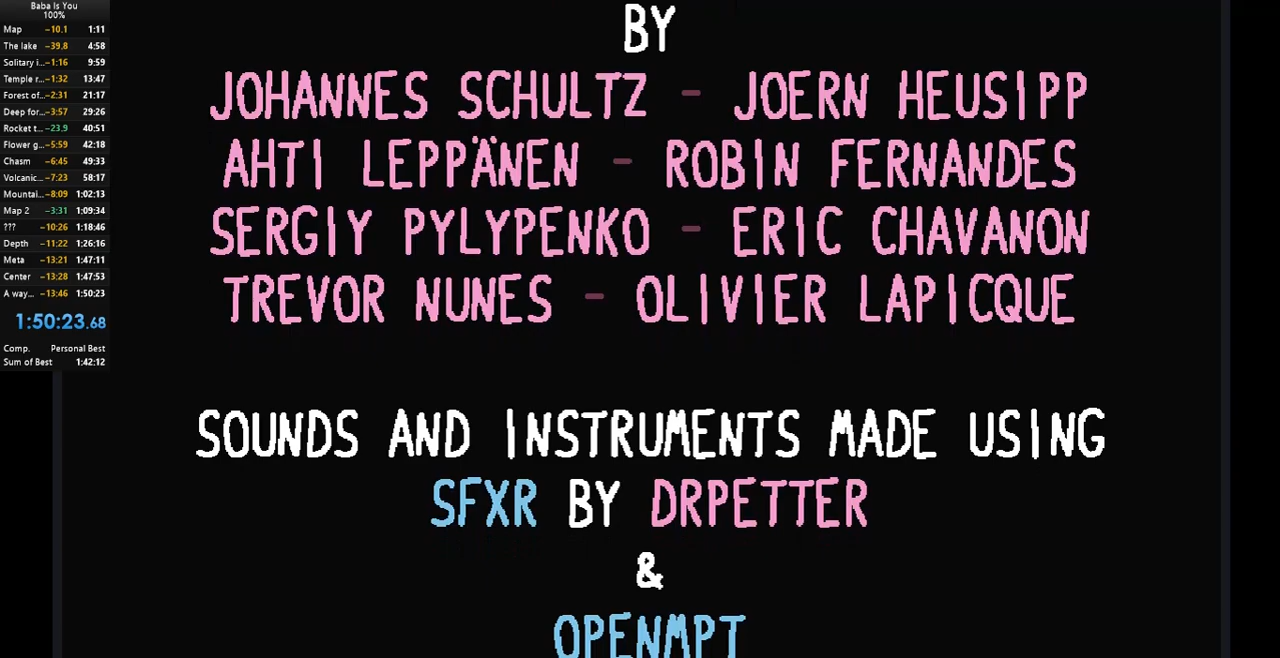 Baba Is You
100%
Map -10.1 1:11
The lake -39.8 4:58
Solitary i... -1:16 9:59
Temple r... -1:32 13:47
Forest of... -2:31 21:17
Deep for... -3:57 29:26
Rocket t... -23.9 40:51
Flower g... -5:59 42:18
Chasm -6:45 49:33
Volcanic... -7:23 58:17
Mountai... -8:09 1:02:13
Map 2 -3:31 1:09:34
??? -10:26 1:18:46
Depth -11:22 1:26:16
Meta -13:21 1:47:11
Center -13:28 1:47:53
A way... -13:46 1:50:23
1:50:23.68
Comp. Personal Best
Sum of Best 1:42:12
BY
JOHANNES SCHULTZ - JOERN HEUSIPP
AHTI LEPPÄNEN - ROBIN FERNANDES
SERGIY PYLYPENKO - ERIC CHAVANON
TREVOR NUNES - OLIVIER LAPICQUE
SOUNDS AND INSTRUMENTS MADE USING
SFXR BY DRPETTER
&
OPENMPT